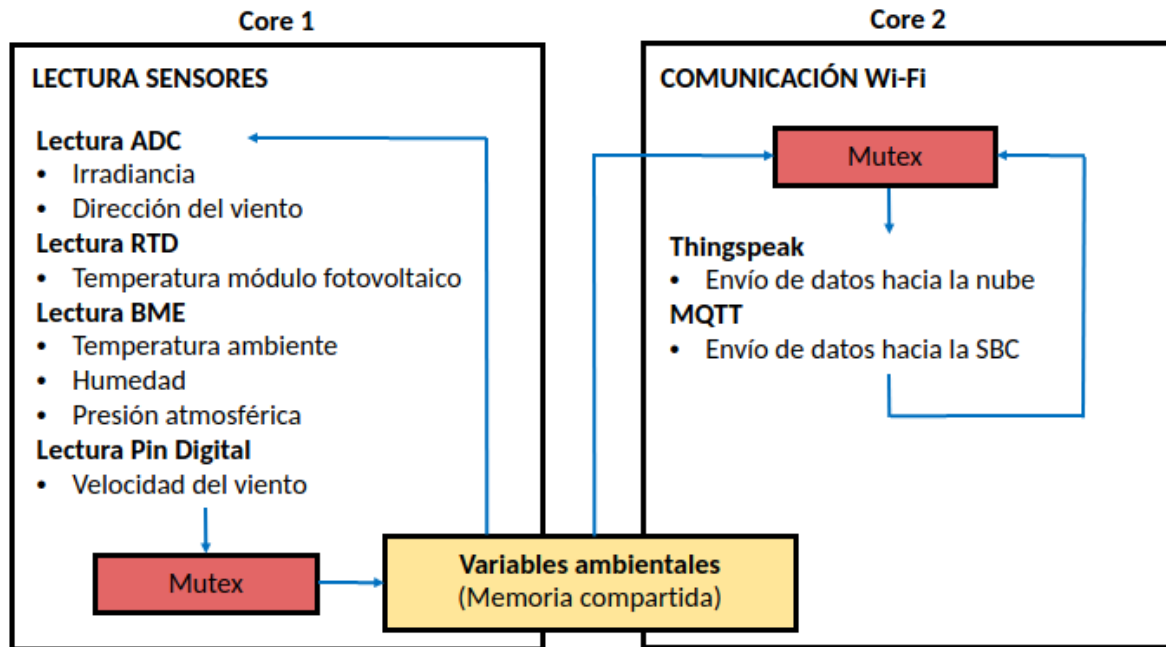 Core 1
LECTURA SENSORES
Lectura ADC
• Irradiancia
• Dirección del viento
Lectura RTD
• Temperatura módulo fotovoltaico
Lectura BME
• Temperatura ambiente
• Humedad
• Presión atmosférica
Lectura Pin Digital
• Velocidad del viento
Mutex
Variables ambientales
(Memoria compartida)
Core 2
COMUNICACIÓN Wi-Fi
Mutex
Thingspeak
• Envío de datos hacia la nube
MQTT
• Envío de datos hacia la SBC